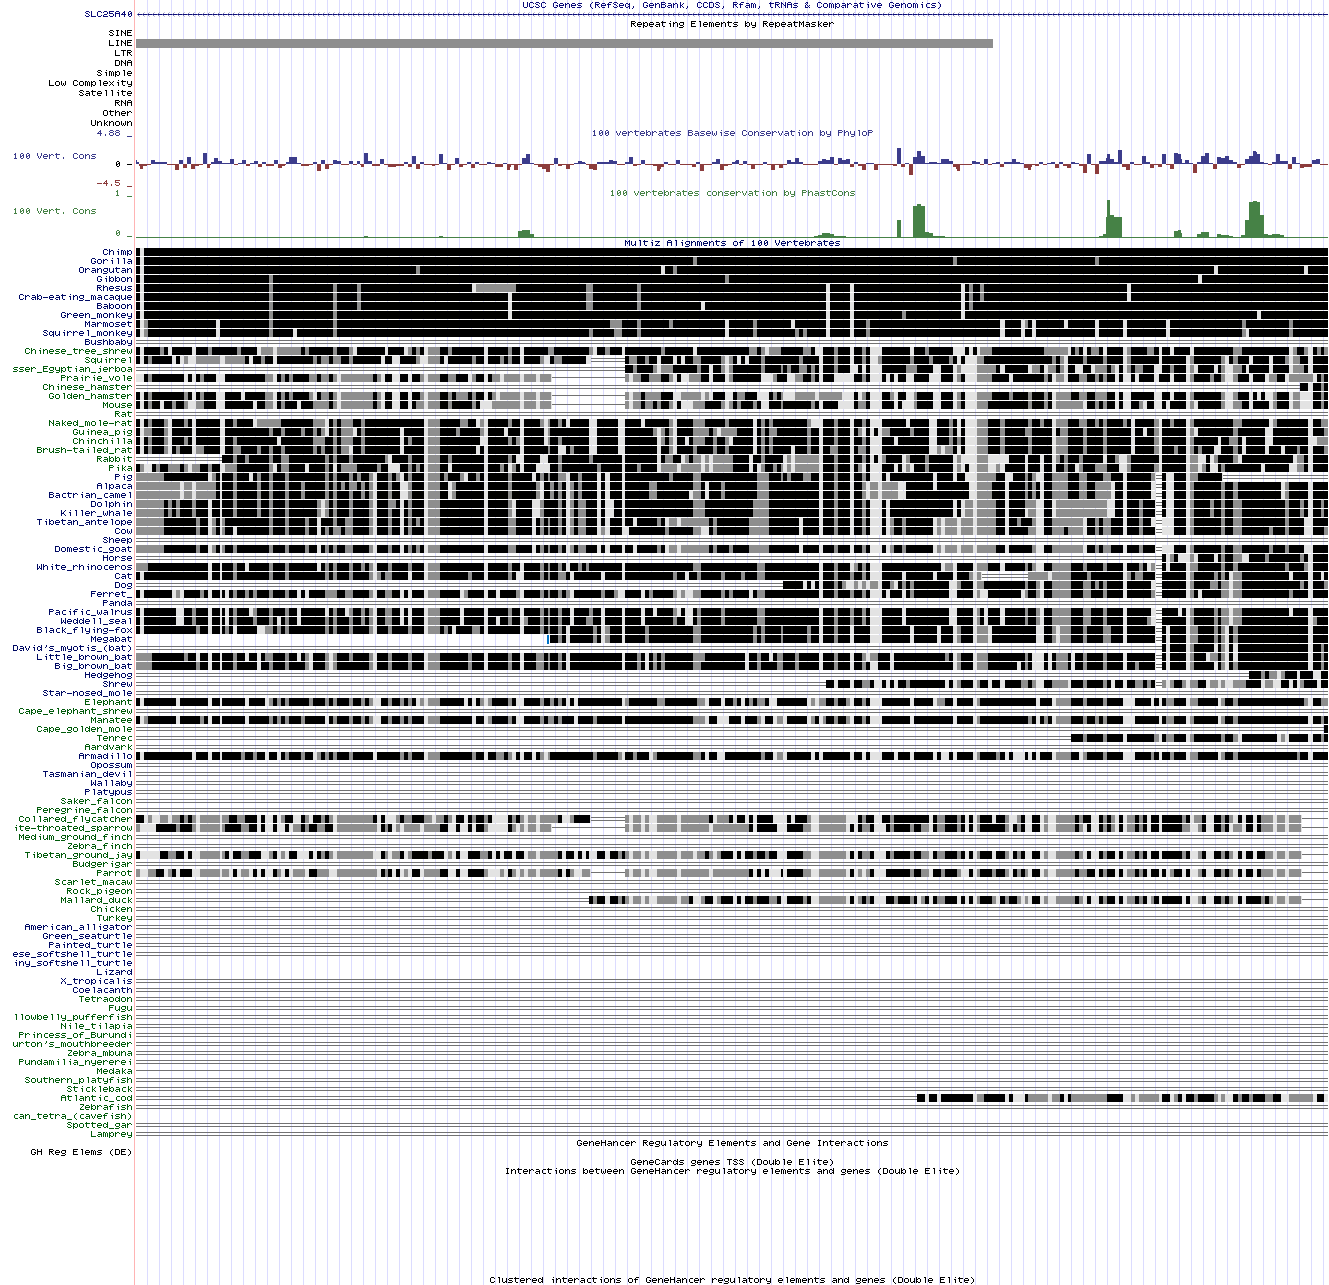 UCSC Genes (RefSeq, GenBank, CCDS, Rfam, tRNAs & Comparative Genomics)
SLC25A40
Repeating Elements by RepeatMasker
SINE
LINE
LTR
DNA
Simple
Low Complexity
Satellite
RNA
Other
Unknown
4.88 _
100 vertebrates Basewise Conservation by PhyloP
100 Vert. Cons
0 _
-4.5 _
1 _
100 vertebrates conservation by PhastCons
100 Vert. Cons
0 _
Multiz Alignments of 100 Vertebrates
Chimp
Gorilla
Orangutan
Gibbon
Rhesus
Crab-eating_macaque
Baboon
Green_monkey
Marmoset
Squirrel_monkey
Bushbaby
Chinese_tree_shrew
Squirrel
sser_Egyptian_jerboa
Prairie_vole
Chinese_hamster
Golden_hamster
Mouse
Rat
Naked_mole-rat
Guinea_pig
Chinchilla
Brush-tailed_rat
Rabbit
Pika
Pig
Alpaca
Bactrian_camel
Dolphin
Killer_whale
Tibetan_antelope
Cow
Sheep
Domestic_goat
Horse
White_rhinoceros
Cat
Dog
Ferret_
Panda
Pacific_walrus
Weddell_seal
Black_flying-fox
Megabat
David's_myotis_(bat)
Little_brown_bat
Big_brown_bat
Hedgehog
Shrew
Star-nosed_mole
Elephant
Cape_elephant_shrew
Manatee
Cape_golden_mole
Tenrec
Aardvark
Armadillo
Opossum
Tasmanian_devil
Wallaby
Platypus
Saker_falcon
Peregrine_falcon
Collared_flycatcher
ite-throated_sparrow
Medium_ground_finch
Zebra_finch
Tibetan_ground_jay
Budgerigar
Parrot
Scarlet_macaw
Rock_pigeon
Mallard_duck
Chicken
Turkey
American_alligator
Green_seaturtle
Painted_turtle
ese_softshell_turtle
iny_softshell_turtle
Lizard
X_tropicalis
Coelacanth
Tetraodon
Fugu
llowbelly_pufferfish
Nile_tilapia
Princess_of_Burundi
urton's_mouthbreeder
Zebra_mbuna
Pundamilia_nyererei
Medaka
Southern_platyfish
Stickleback
Atlantic_cod
Zebrafish
can_tetra_(cavefish)
Spotted_gar
Lamprey
GeneHancer Regulatory Elements and Gene Interactions
GH Reg Elems (DE)
GeneCards genes TSS (Double Elite)
Interactions between GeneHancer regulatory elements and genes (Double Elite)
Clustered interactions of GeneHancer regulatory elements and genes (Double Elite)